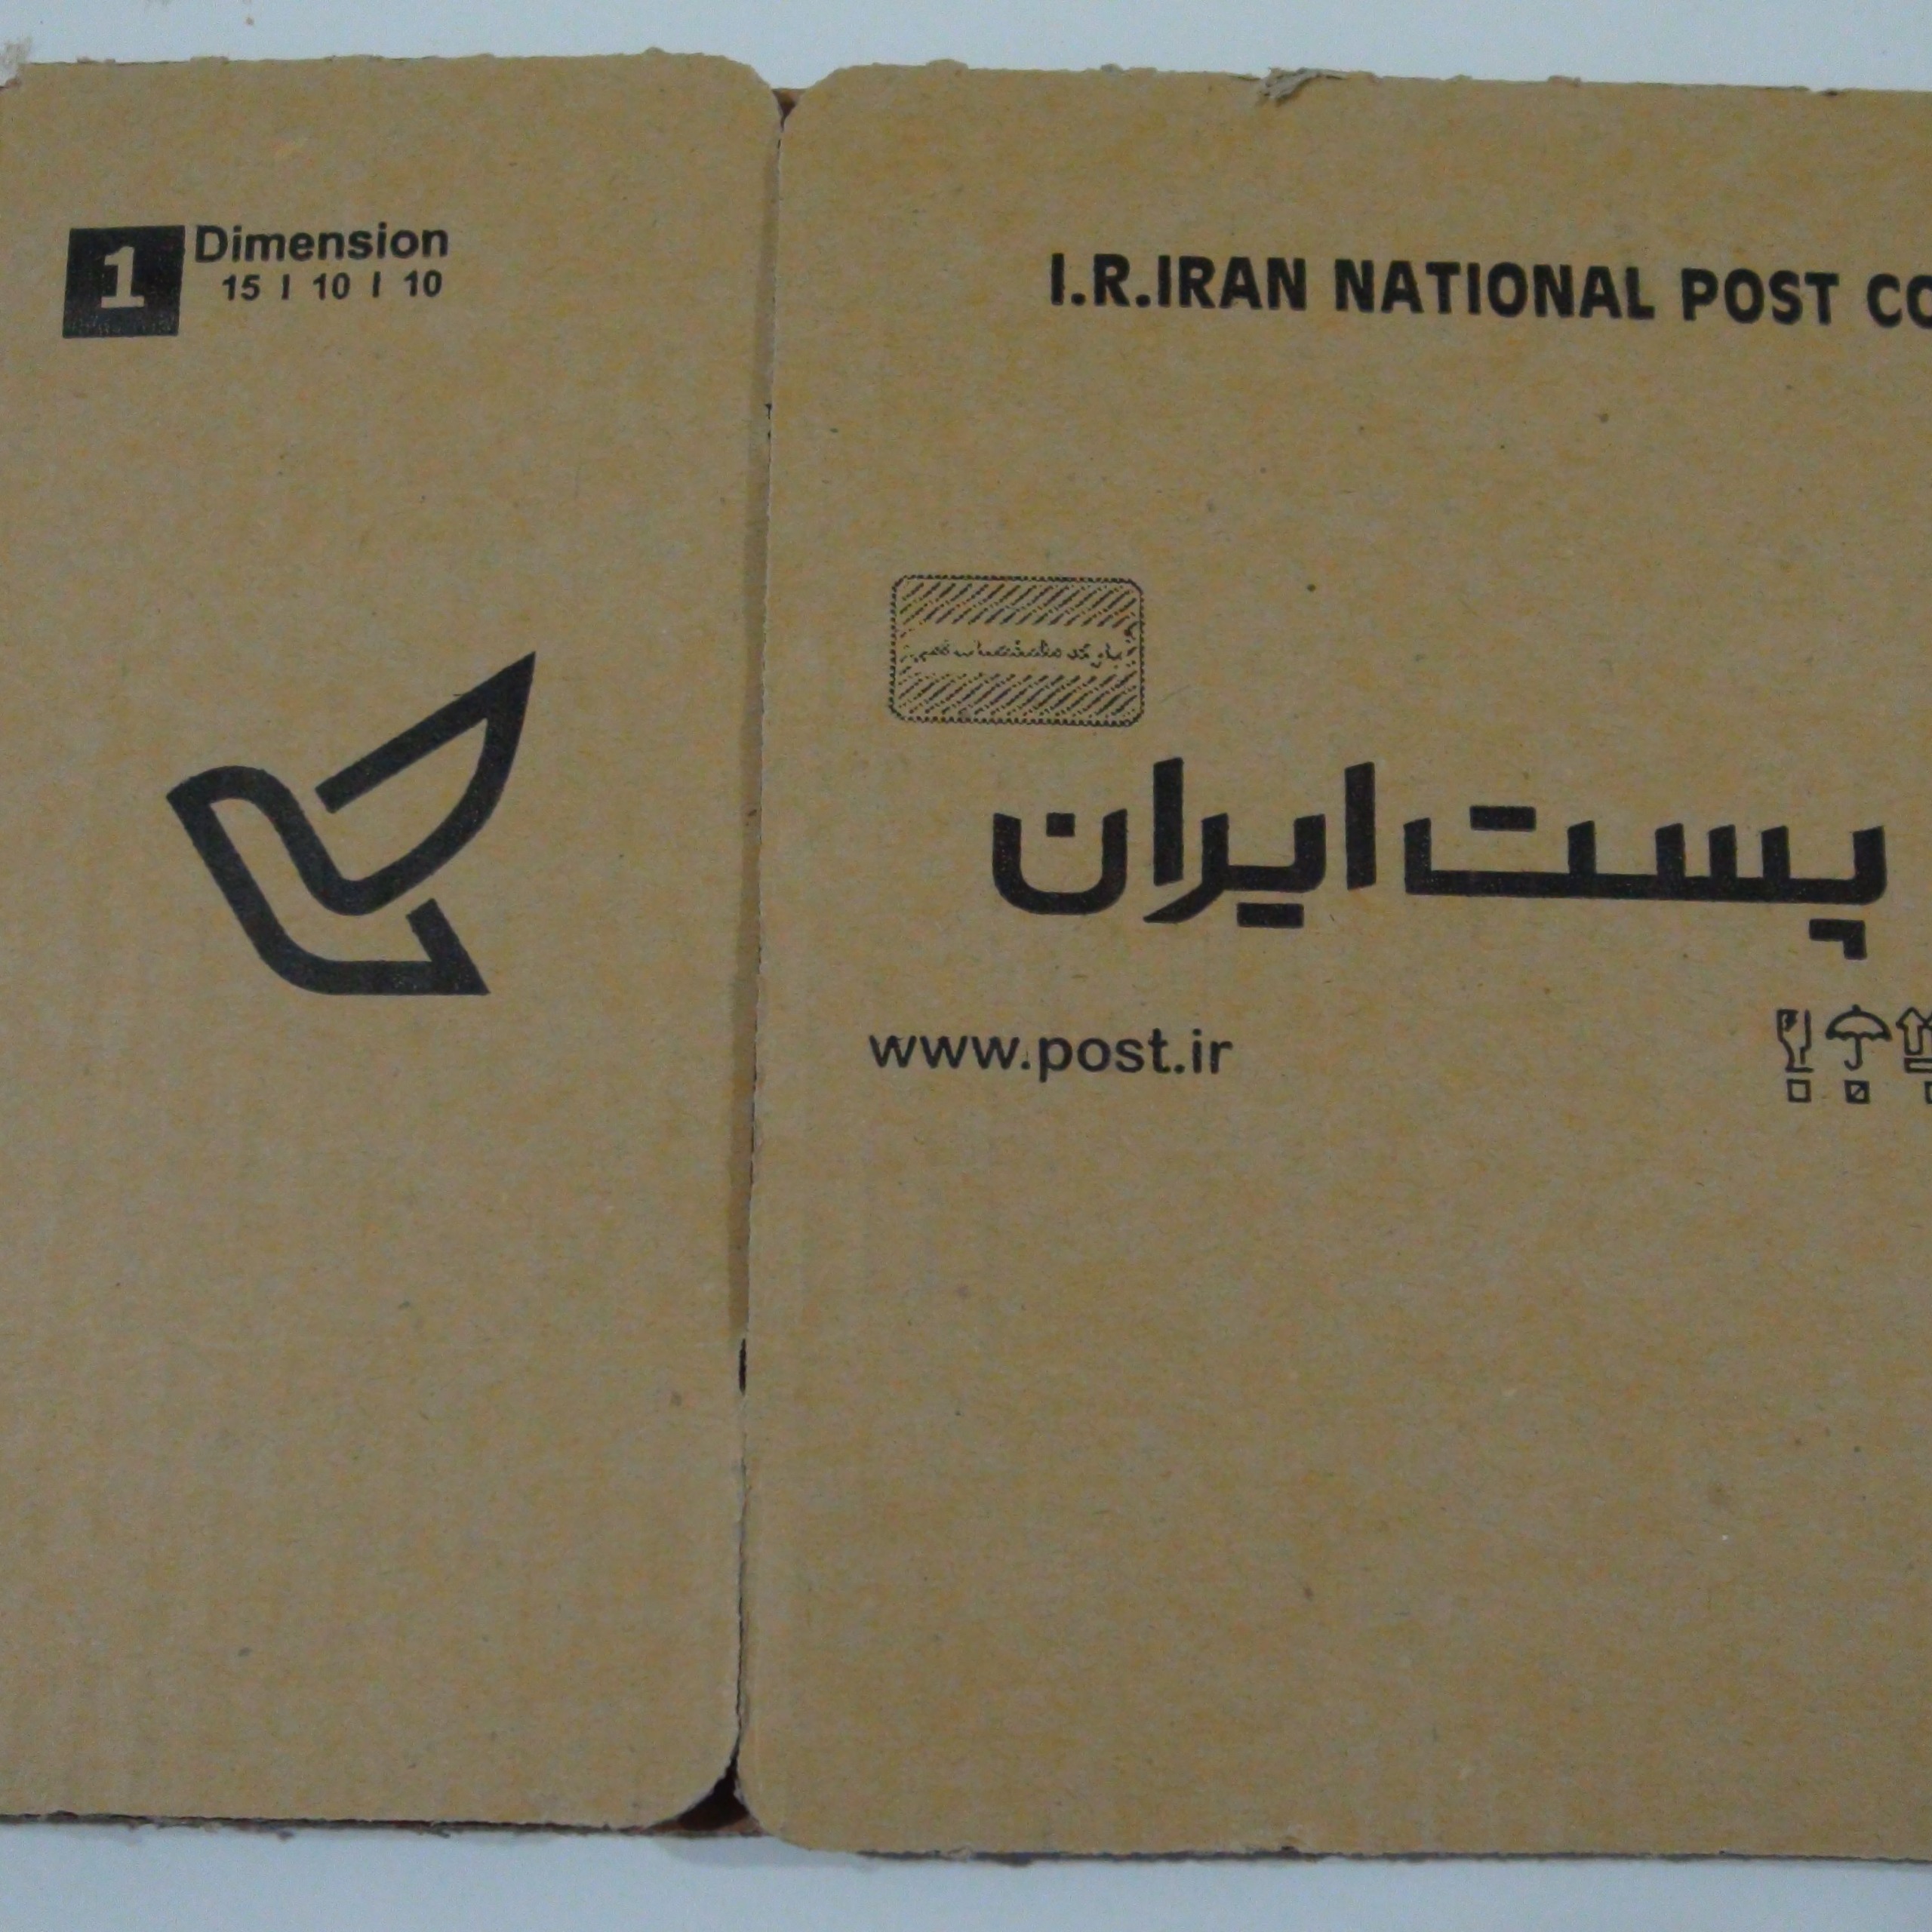 1
Dimension
15 | 10 | 10
I.R.IRAN NATIONAL POST CO
پست ایران
www.post.ir